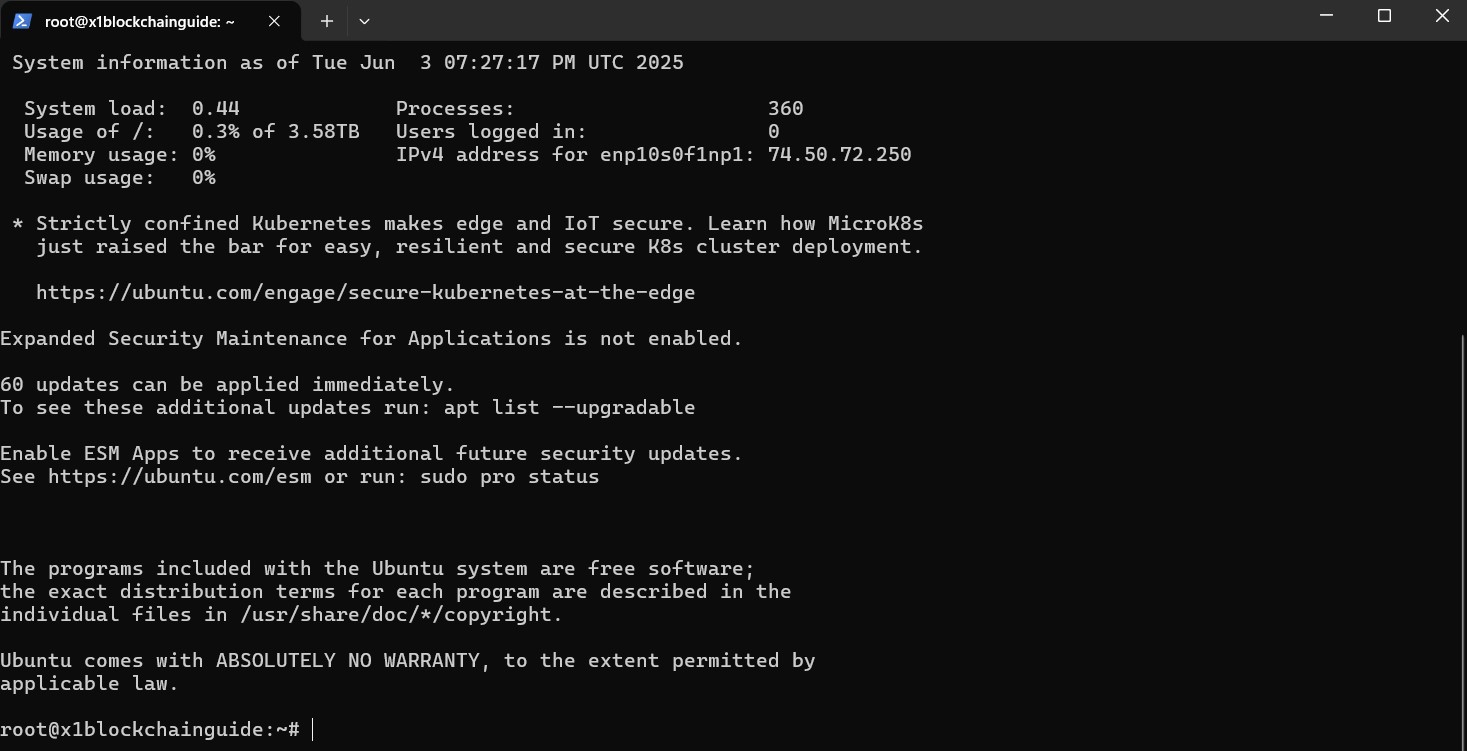 root@x1blockchainguide: ~
System information as of Tue Jun  3 07:27:17 PM UTC 2025
System load:  0.44             Processes:                     360
Usage of /:   0.3% of 3.58TB   Users logged in:               0
Memory usage: 0%               IPv4 address for enp10s0f1np1: 74.50.72.250
Swap usage:   0%
* Strictly confined Kubernetes makes edge and IoT secure. Learn how MicroK8s
just raised the bar for easy, resilient and secure K8s cluster deployment.
https://ubuntu.com/engage/secure-kubernetes-at-the-edge
Expanded Security Maintenance for Applications is not enabled.
60 updates can be applied immediately.
To see these additional updates run: apt list --upgradable
Enable ESM Apps to receive additional future security updates.
See https://ubuntu.com/esm or run: sudo pro status
The programs included with the Ubuntu system are free software;
the exact distribution terms for each program are described in the
individual files in /usr/share/doc/*/copyright.
Ubuntu comes with ABSOLUTELY NO WARRANTY, to the extent permitted by
applicable law.
root@x1blockchainguide:~#